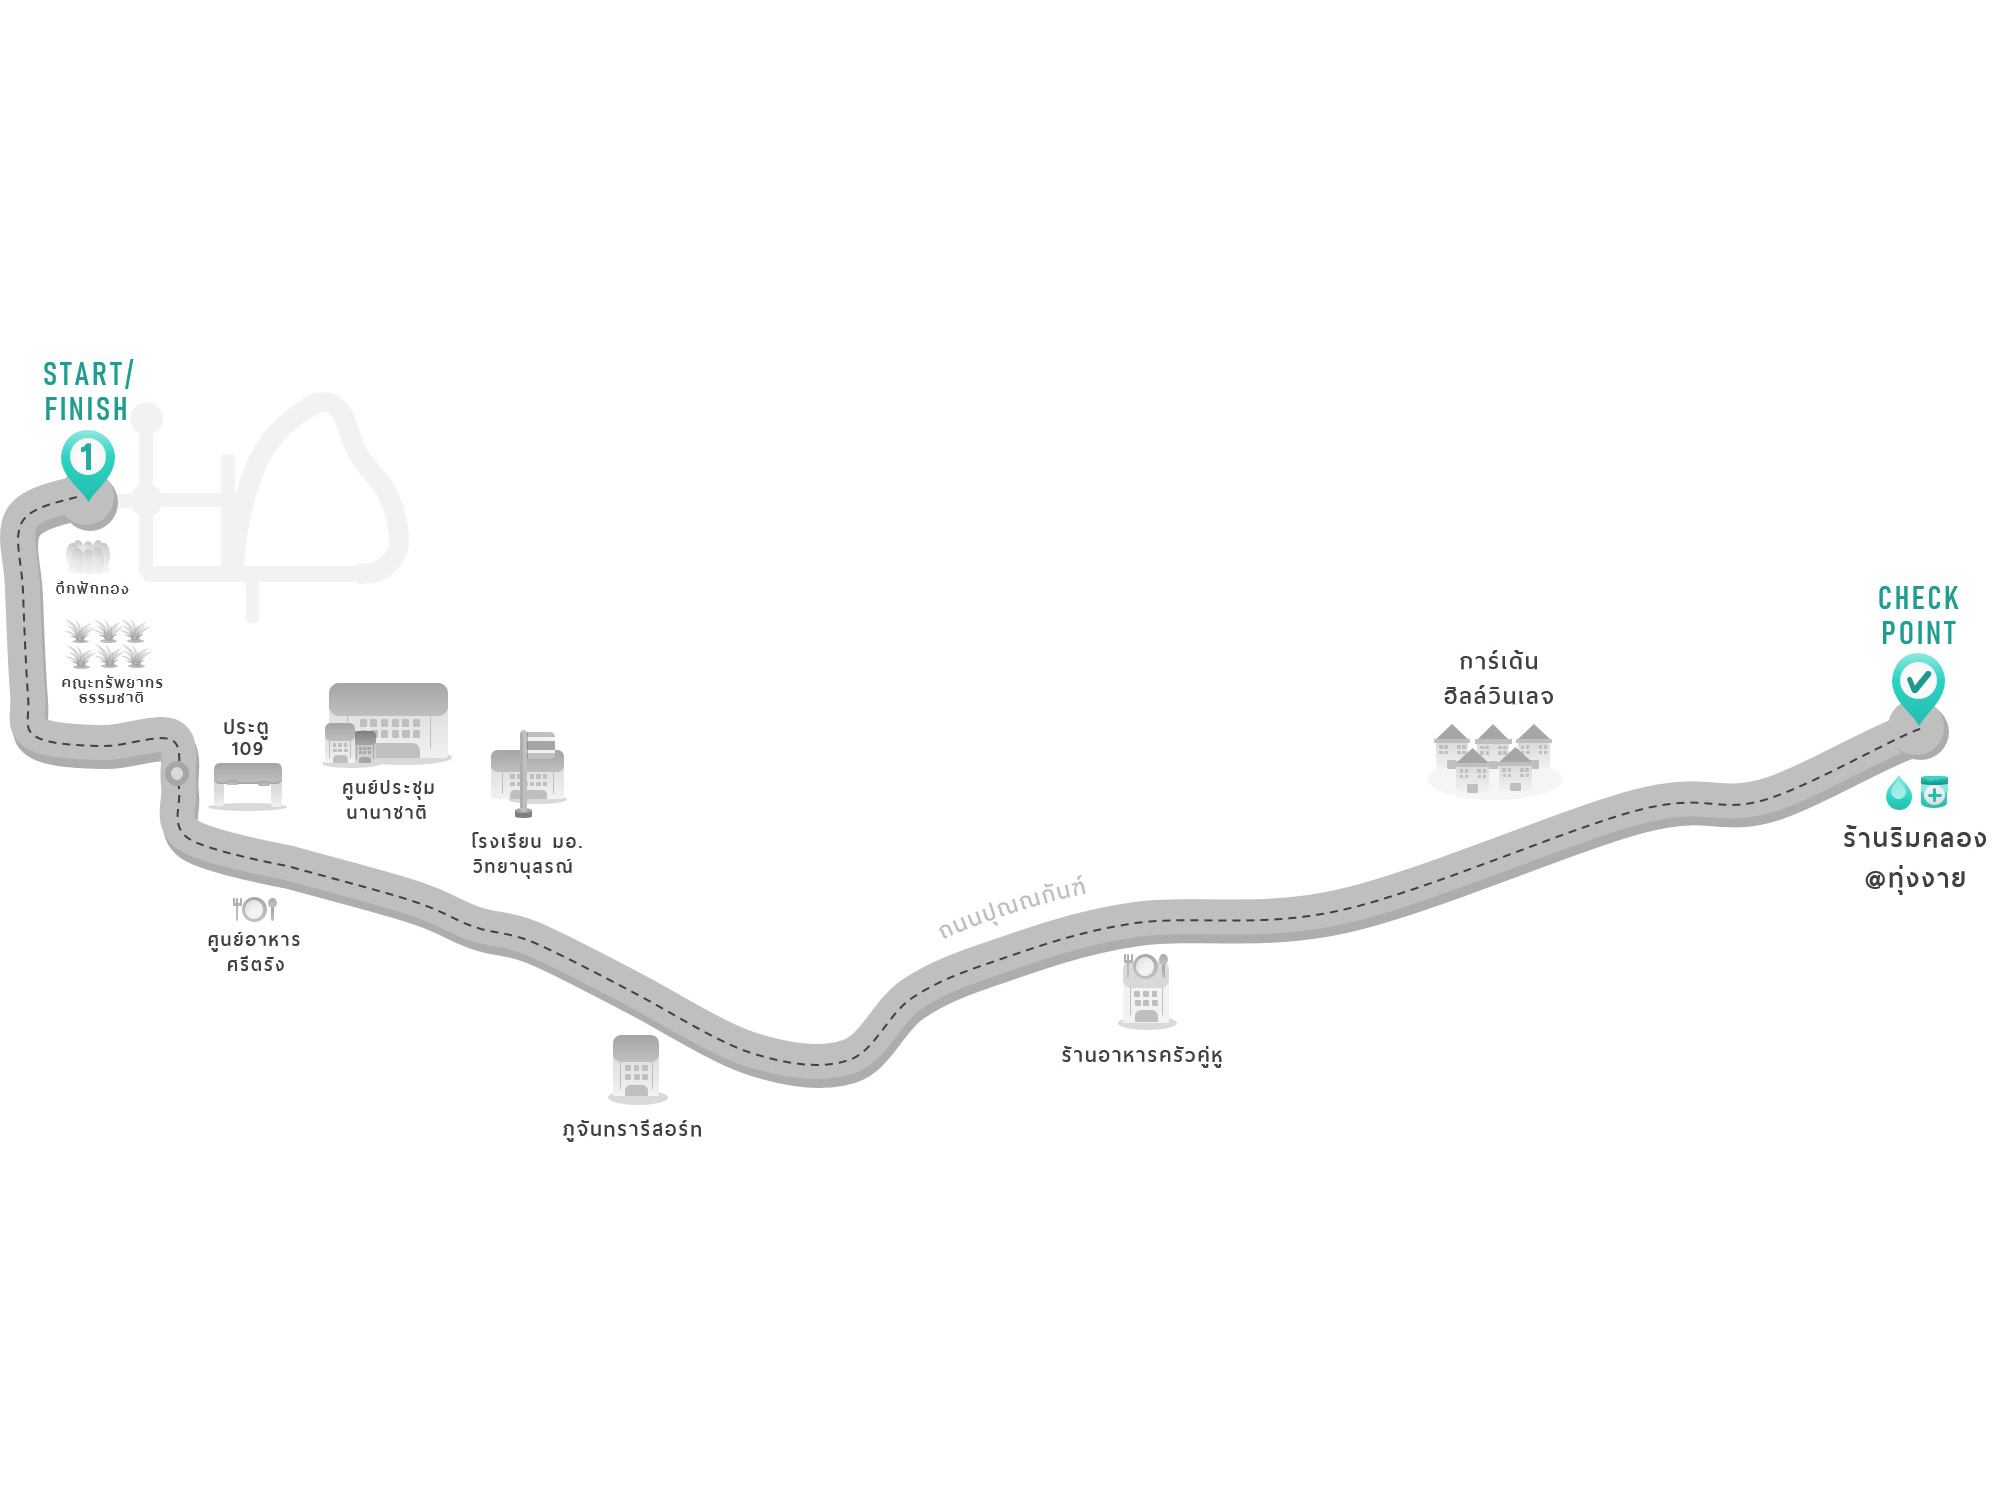 START/
FINISH
1
ตึกฟักทอง
คณะทรัพยากร
ธรรมชาติ
ประตู
109
ศูนย์ประชุม
นานาชาติ
โรงเรียน มอ.
วิทยานุสรณ์
ศูนย์อาหาร
ศรีตรัง
ภูจันทรารีสอร์ท
ถนนปุณณกัณฑ์
ร้านอาหารครัวคู่หู
การ์เด้น
ฮิลล์วินเลจ
CHECK
POINT
ร้านริมคลอง
@ทุ่งงาย